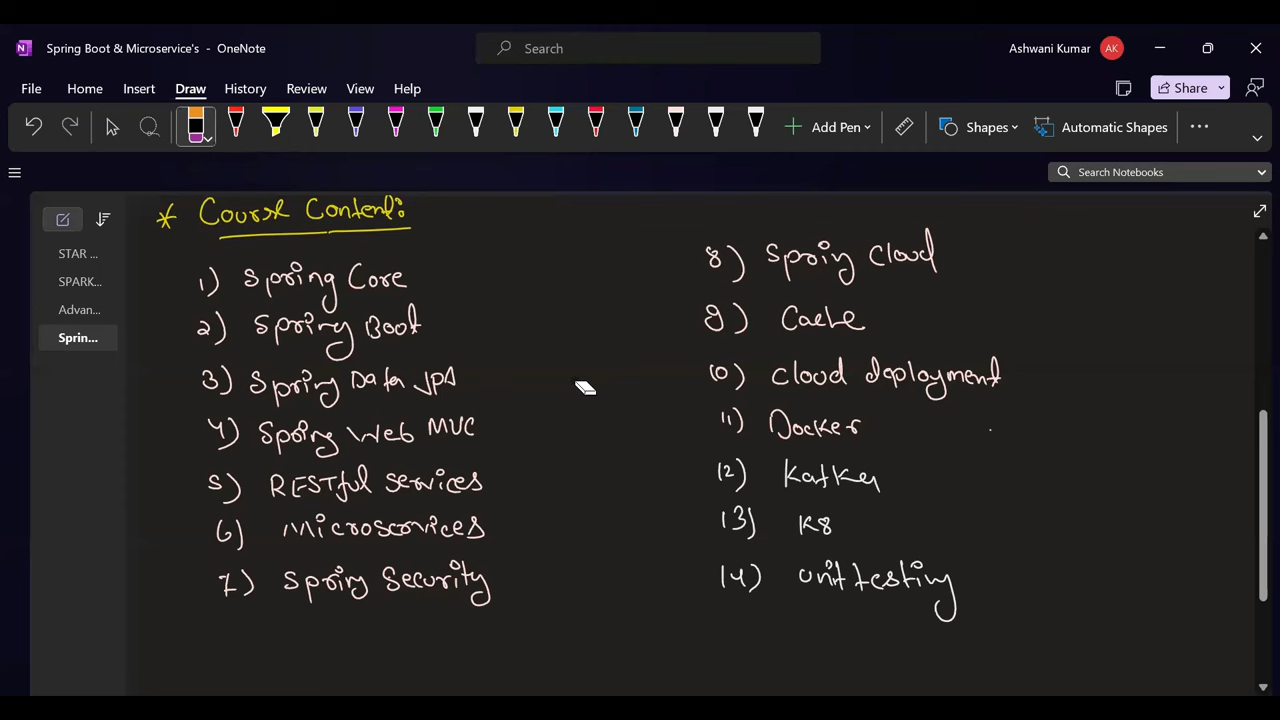 Spring Boot & Microservice's - OneNote
Search
Ashwani Kumar
AK
File
Home
Insert
Draw
History
Review
View
Help
Share
Add Pen
Shapes
Automatic Shapes
Search Notebooks
STAR ...
SPARK...
Advan...
Sprin...
* Course Content:
1) Spring Core
2) Spring Boot
3) Spring Data JPA
4) Spring Web MVC
5) RESTful Services
6) Microservices
7) Spring Security
8) Spring Cloud
9) Cache
10) Cloud deployment
11) Docker
12) Kafka
13) K8
14) Unit testing